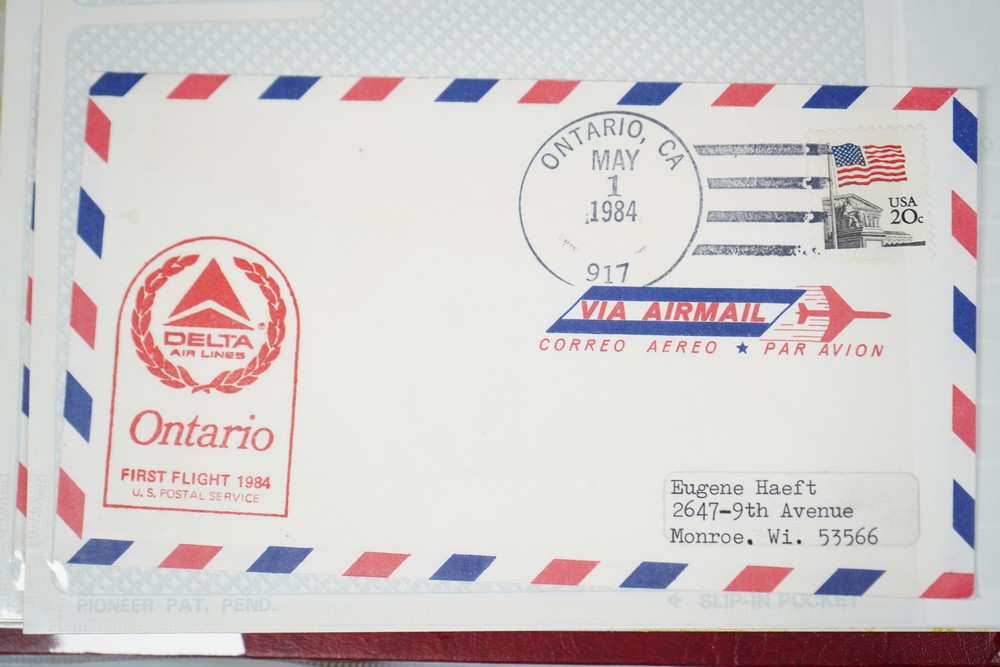 ONTARIO, CA
MAY
1
1984
917
USA
20c
VIA AIRMAIL
CORREO AEREO ★ PAR AVION
DELTA
AIR LINES®
Ontario
FIRST FLIGHT 1984
U.S. POSTAL SERVICE
Eugene Haeft
2647-9th Avenue
Monroe. Wi. 53566
PIONEER PAT. PEND.
SLIP-IN POCKET